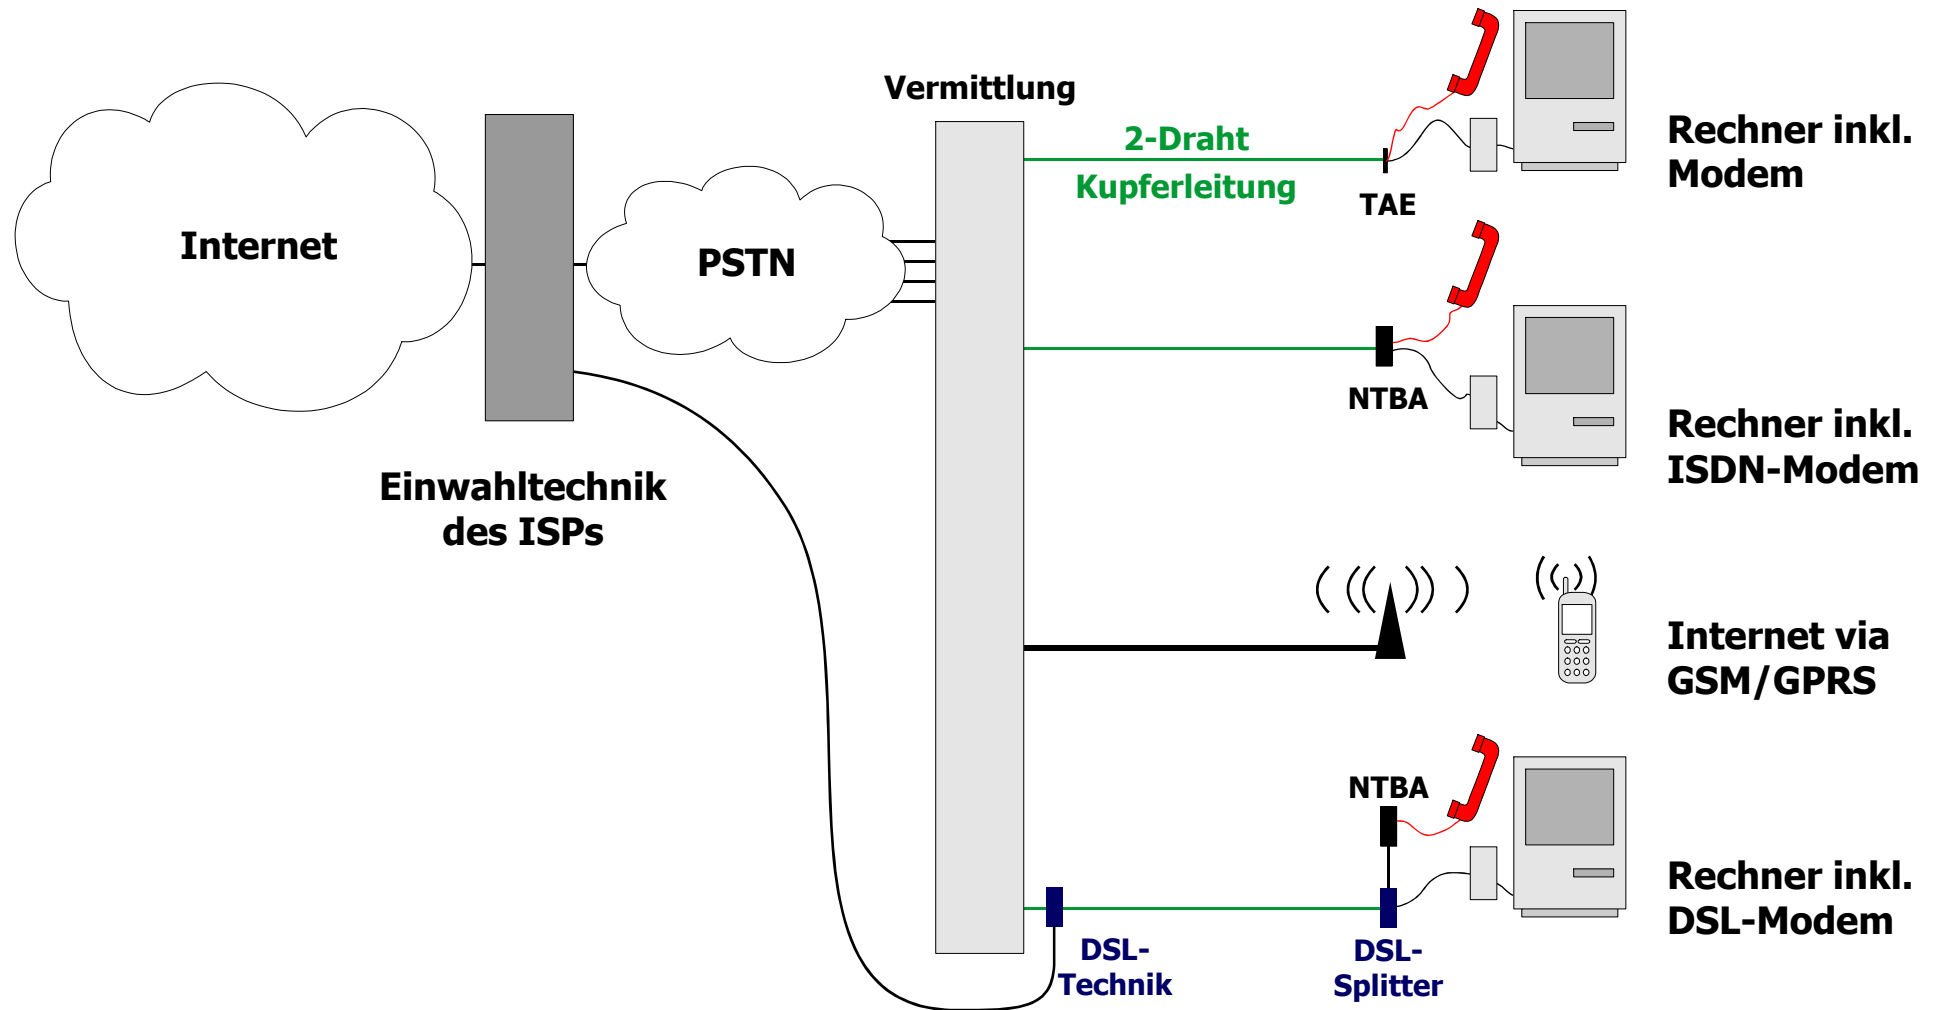 Vermittlung
2-Draht
Kupferleitung
TAE
Rechner inkl.
Modem
Internet
PSTN
NTBA
Rechner inkl.
ISDN-Modem
Einwahltechnik
des ISPs
Internet via
GSM/GPRS
NTBA
Rechner inkl.
DSL-Modem
DSL-
Technik
DSL-
Splitter